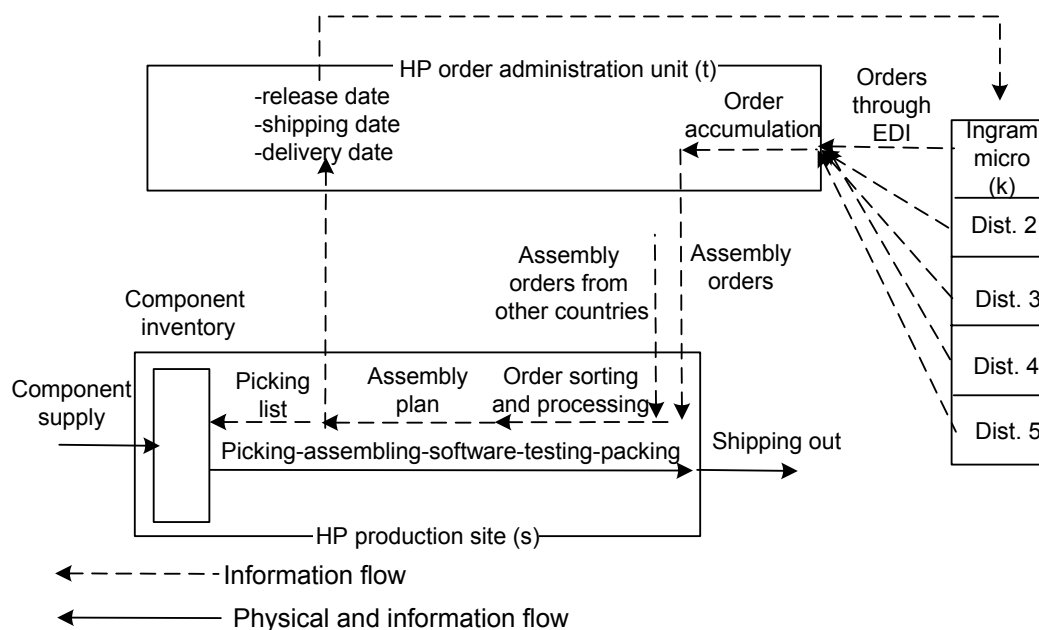 HP order administration unit (t)
-release date
-shipping date
-delivery date
Order
accumulation
Orders
through
EDI
Ingram
micro
(k)
Dist. 2
Dist. 3
Dist. 4
Dist. 5
Assembly
orders from
other countries
Assembly
orders
Component
inventory
Component
supply
Picking
list
Assembly
plan
Order sorting
and processing
Picking-assembling-software-testing-packing
Shipping out
HP production site (s)
Information flow
Physical and information flow